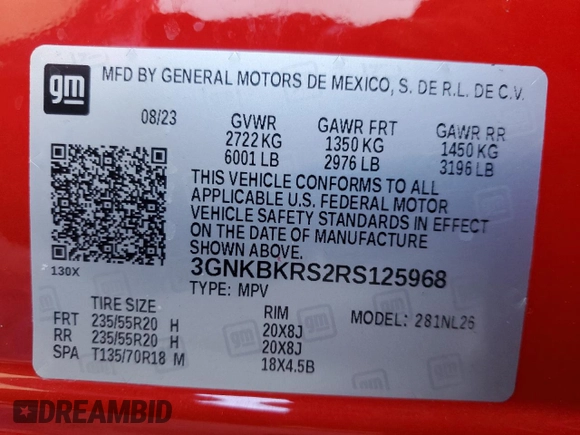 gm
MFD BY GENERAL MOTORS DE MEXICO, S. DE R.L. DE C.V.
08/23 GVWR GAWR FRT GAWR RR
2722 KG 1350 KG 1450 KG
6001 LB 2976 LB 3196 LB
THIS VEHICLE CONFORMS TO ALL
APPLICABLE U.S. FEDERAL MOTOR
VEHICLE SAFETY STANDARDS IN EFFECT
ON THE DATE OF MANUFACTURE
SHOWN ABOVE.
130X 3GNKBKRS2RS125968
TYPE: MPV
TIRE SIZE RIM MODEL: 281NL26
FRT 235/55R20 H 20X8J
RR 235/55R20 H 20X8J
SPA T135/70R18 M 18X4.5B
DREAMBID